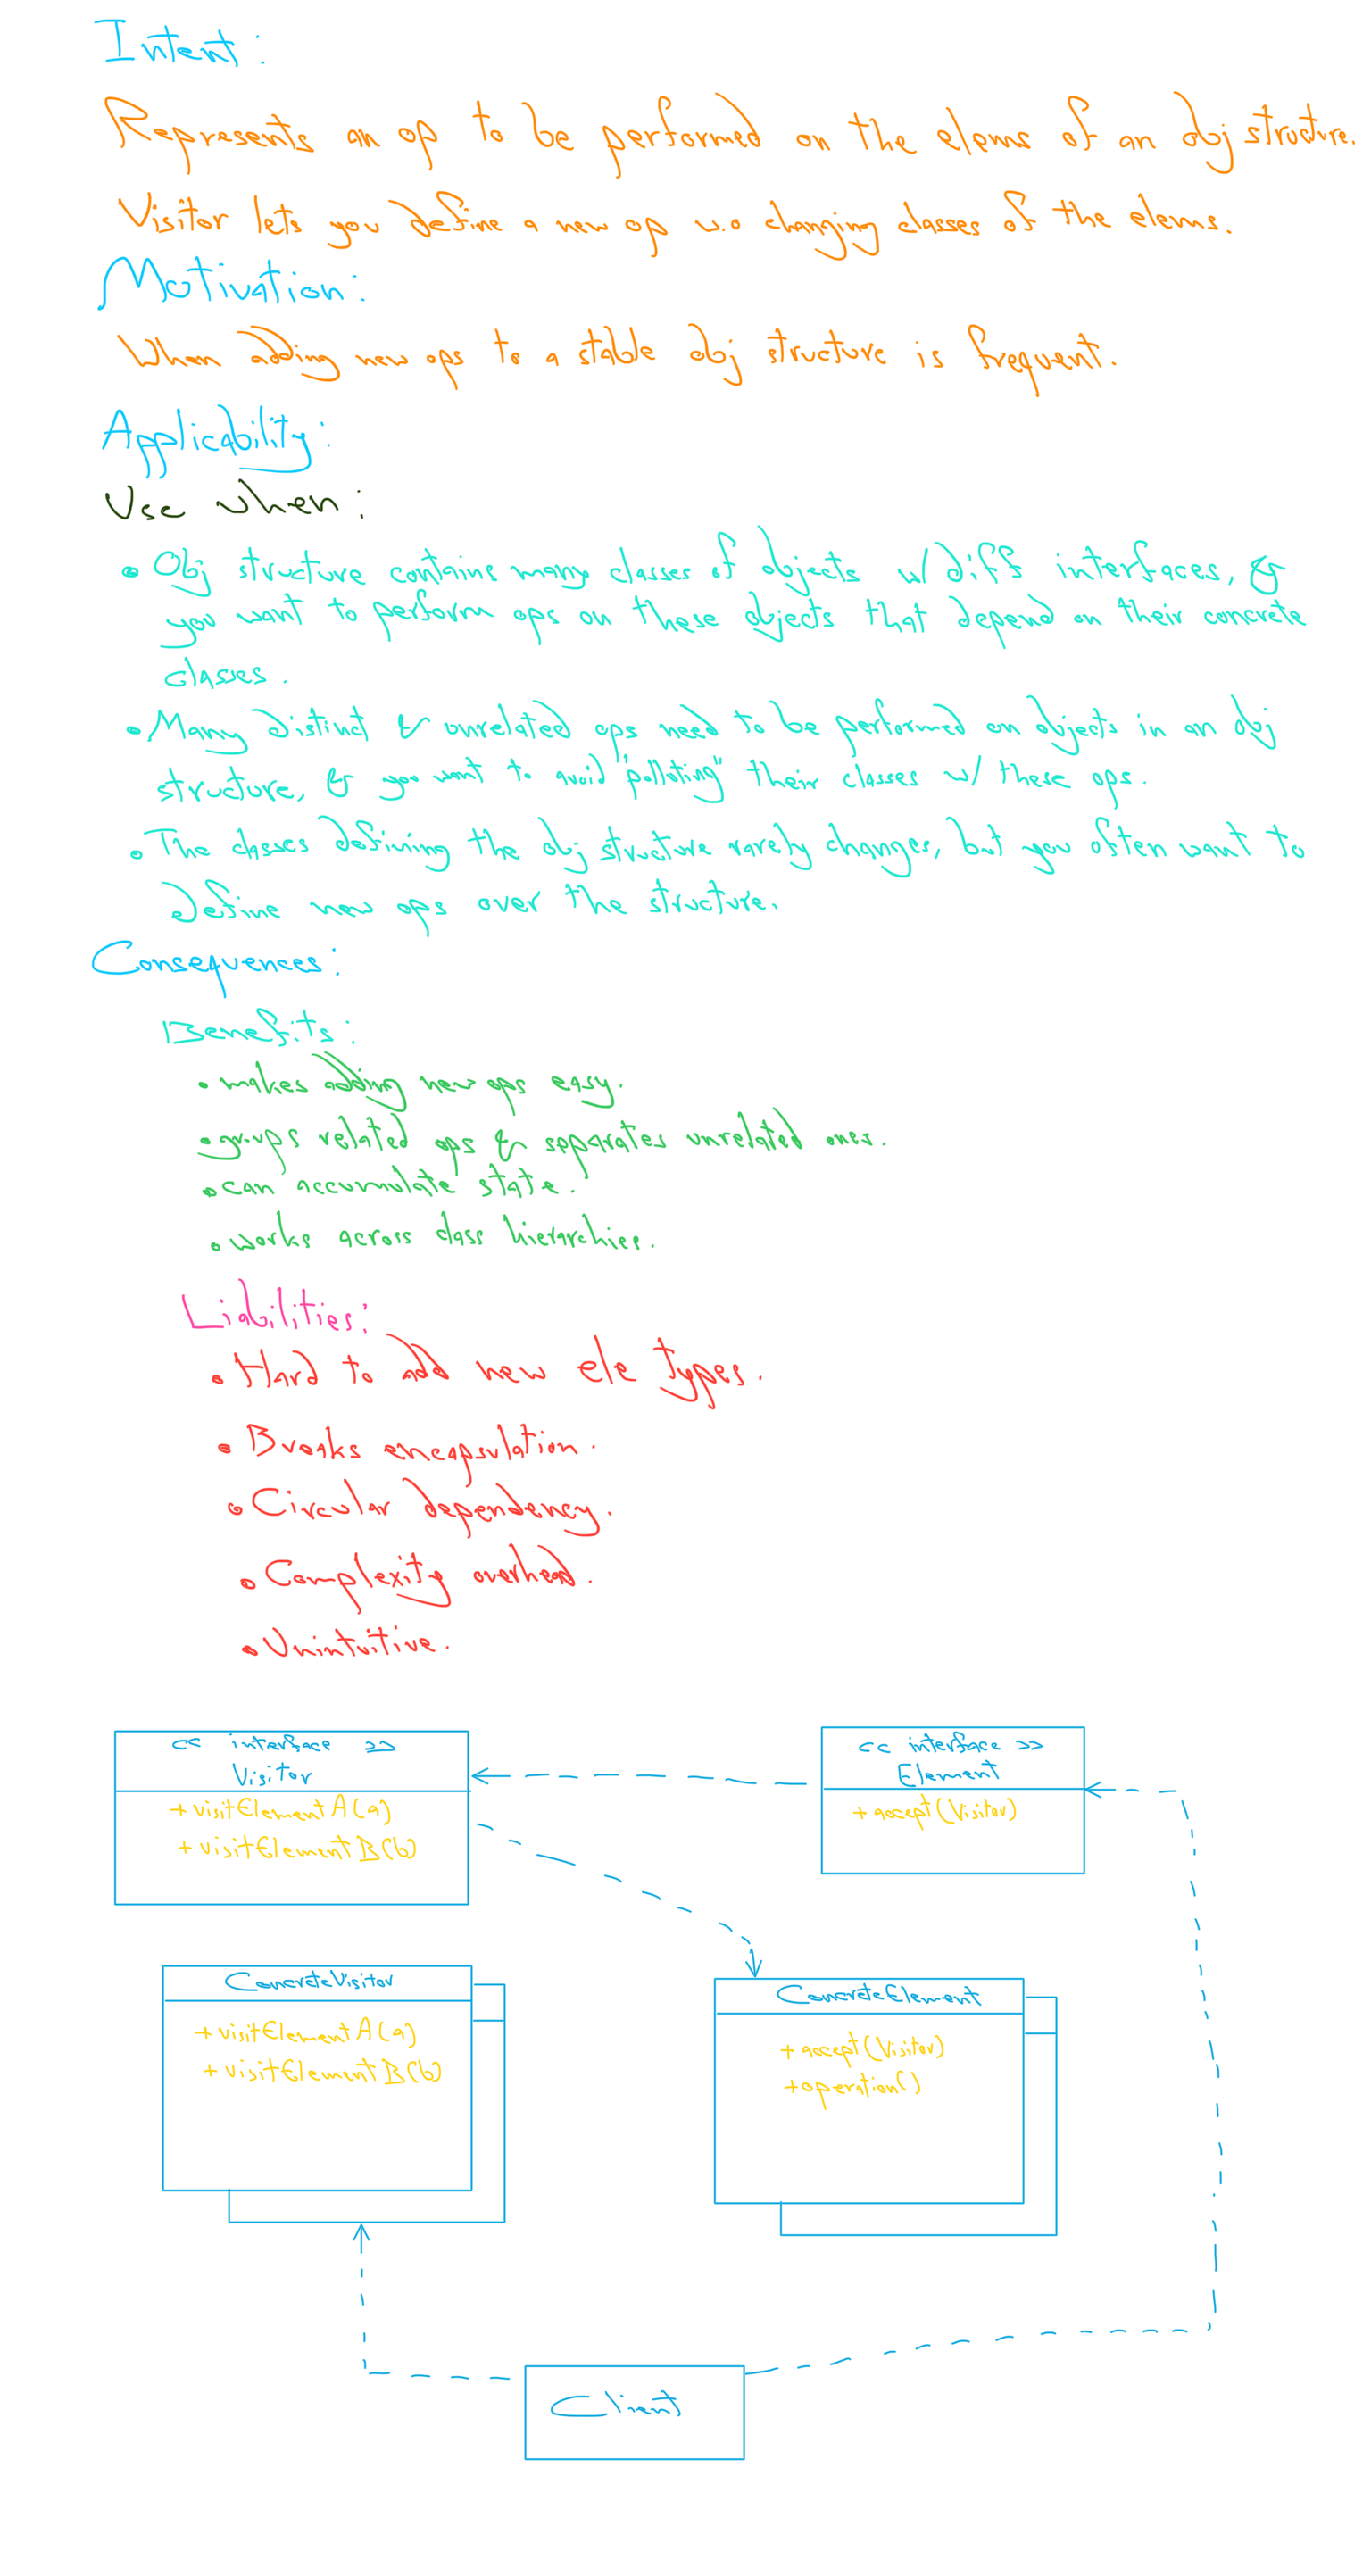 Intent:
Represents an op to be performed on the elems of an obj structure.
Visitor lets you define a new op w.o changing classes of the elems.
Motivation:
When adding new ops to a stable obj structure is frequent.
Applicability:
Use when:
• Obj structure contains many classes of objects w/ diff interfaces, &
you want to perform ops on these objects that depend on their concrete
classes.
• Many distinct & unrelated ops need to be performed on objects in an obj
structure, & you want to avoid "polluting" their classes w/ these ops.
• The classes defining the obj structure rarely changes, but you often want to
define new ops over the structure.
Consequences:
Benefits:
• makes adding new ops easy.
• groups related ops & separates unrelated ones.
• can accumulate state.
• works across class hierarchies.
Liabilities:
• Hard to add new ele types.
• Breaks encapsulation.
• Circular dependency.
• Complexity overhead.
• Unintuitive.
<< interface >>
Visitor
+ visitElementA(a)
+ visitElementB(b)
<< interface >>
Element
+ accept(Visitor)
ConcreteVisitor
+ visitElementA(a)
+ visitElementB(b)
ConcreteElement
+ accept(Visitor)
+ operation()
Client